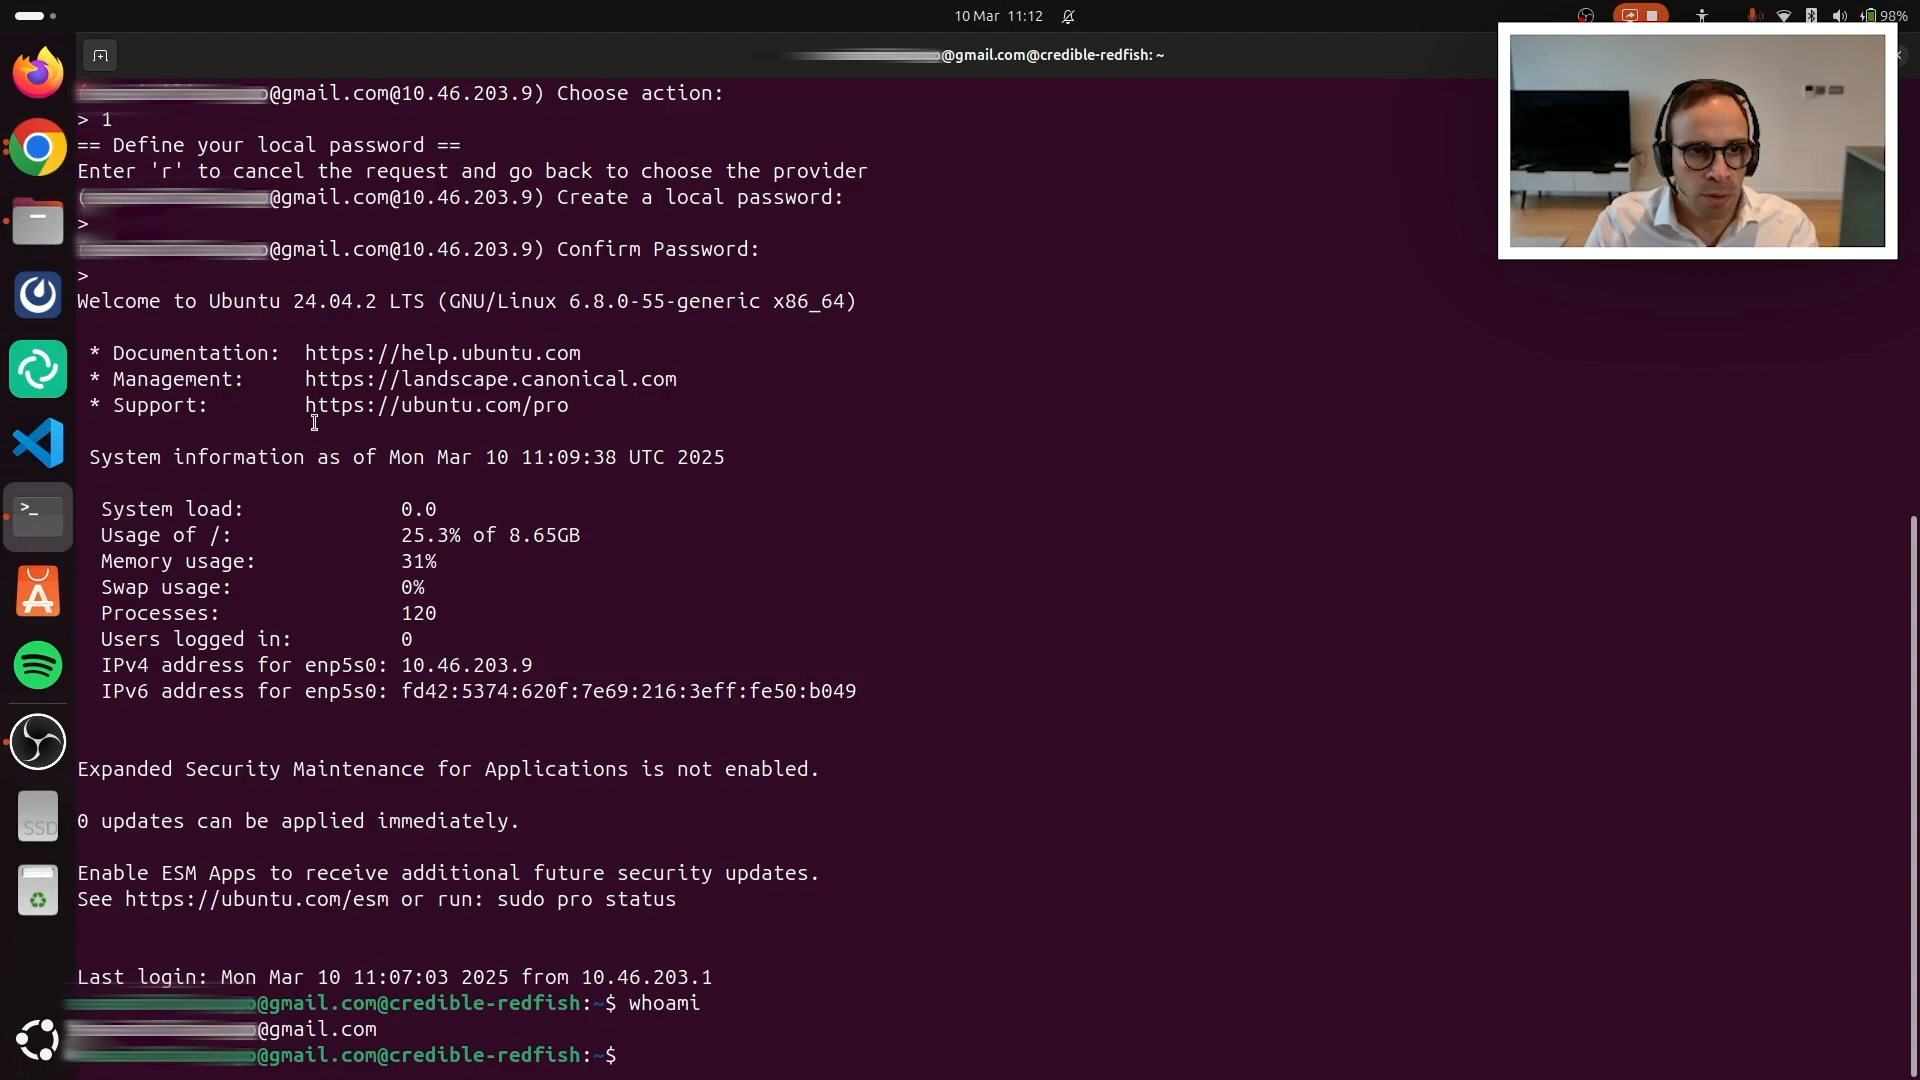 10 Mar 11:12
98%
@gmail.com@credible-redfish: ~
@gmail.com@10.46.203.9) Choose action:
> 1
== Define your local password ==
Enter 'r' to cancel the request and go back to choose the provider
@gmail.com@10.46.203.9) Create a local password:
>
@gmail.com@10.46.203.9) Confirm Password:
>
Welcome to Ubuntu 24.04.2 LTS (GNU/Linux 6.8.0-55-generic x86_64)
* Documentation: https://help.ubuntu.com
* Management: https://landscape.canonical.com
* Support: https://ubuntu.com/pro
System information as of Mon Mar 10 11:09:38 UTC 2025
System load: 0.0
Usage of /: 25.3% of 8.65GB
Memory usage: 31%
Swap usage: 0%
Processes: 120
Users logged in: 0
IPv4 address for enp5s0: 10.46.203.9
IPv6 address for enp5s0: fd42:5374:620f:7e69:216:3eff:fe50:b049
Expanded Security Maintenance for Applications is not enabled.
0 updates can be applied immediately.
Enable ESM Apps to receive additional future security updates.
See https://ubuntu.com/esm or run: sudo pro status
Last login: Mon Mar 10 11:07:03 2025 from 10.46.203.1
@gmail.com@credible-redfish:~$ whoami
@gmail.com
@gmail.com@credible-redfish:~$
>_
SSD